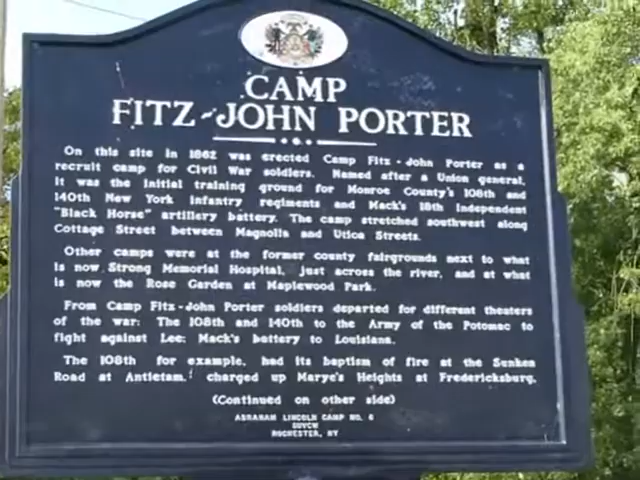 CAMP
FITZ-JOHN PORTER
On this site in 1862 was erected Camp Fitz-John Porter as a
recruit camp for Civil War soldiers. Named after a Union general,
it was the initial training ground for Monroe County's 108th and
140th New York infantry regiments and Mack's 18th Independent
"Black Horse" artillery battery. The camp stretched southwest along
Cottage Street between Magnolia and Utica Streets.
Other camps were at the former county fairgrounds next to what
is now Strong Memorial Hospital, just across the river, and at what
is now the Rose Garden at Maplewood Park.
From Camp Fitz-John Porter soldiers departed for different theaters
of the war: The 108th and 140th to the Army of the Potomac to
fight against Lee; Mack's battery to Louisiana.
The 108th for example, had its baptism of fire at the Sunken
Road at Antietam, charged up Marye's Heights at Fredericksburg,
(Continued on other side)
ABRAHAM LINCOLN CAMP NO. 6
SUVCW
ROCHESTER, NY